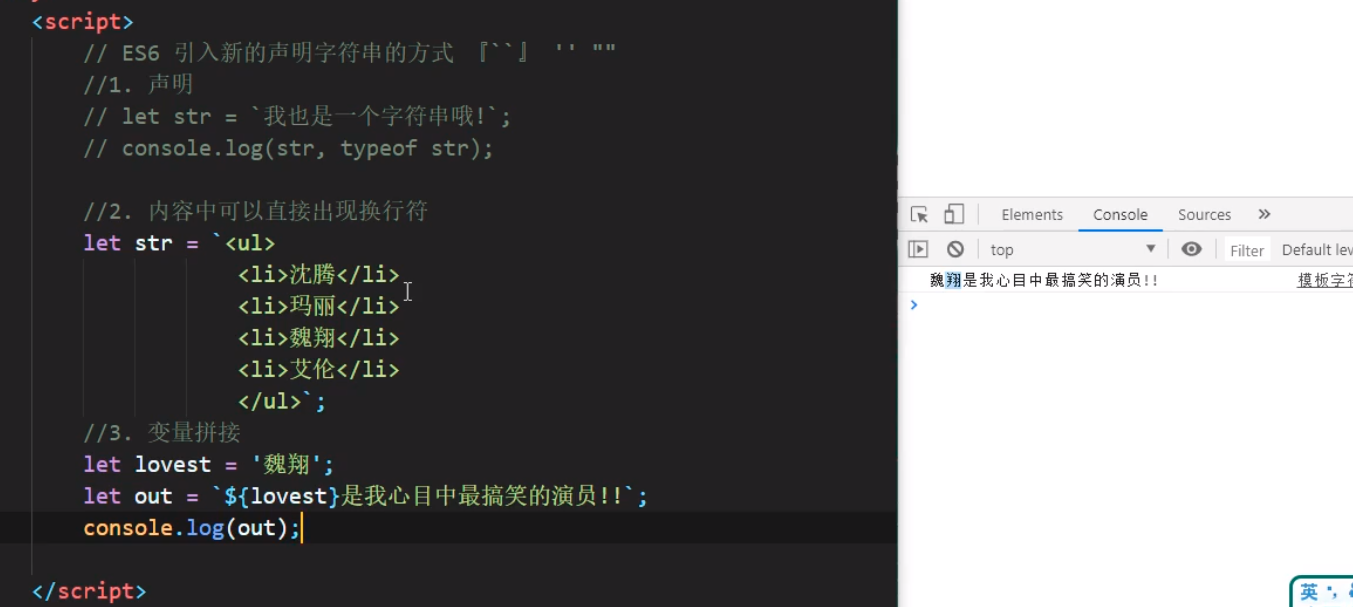 <script>
// ES6 引入新的声明字符串的方式 『``』 '' ""
//1. 声明
// let str = `我也是一个字符串哦!`;
// console.log(str, typeof str);
//2. 内容中可以直接出现换行符
let str = `<ul>
<li>沈腾</li>
<li>玛丽</li>
<li>魏翔</li>
<li>艾伦</li>
</ul>`;
//3. 变量拼接
let lovest = '魏翔';
let out = `${lovest}是我心目中最搞笑的演员!!`;
console.log(out);
</script>
Elements Console Sources »
top Filter Default lev
魏翔是我心目中最搞笑的演员!! 模板字符
英